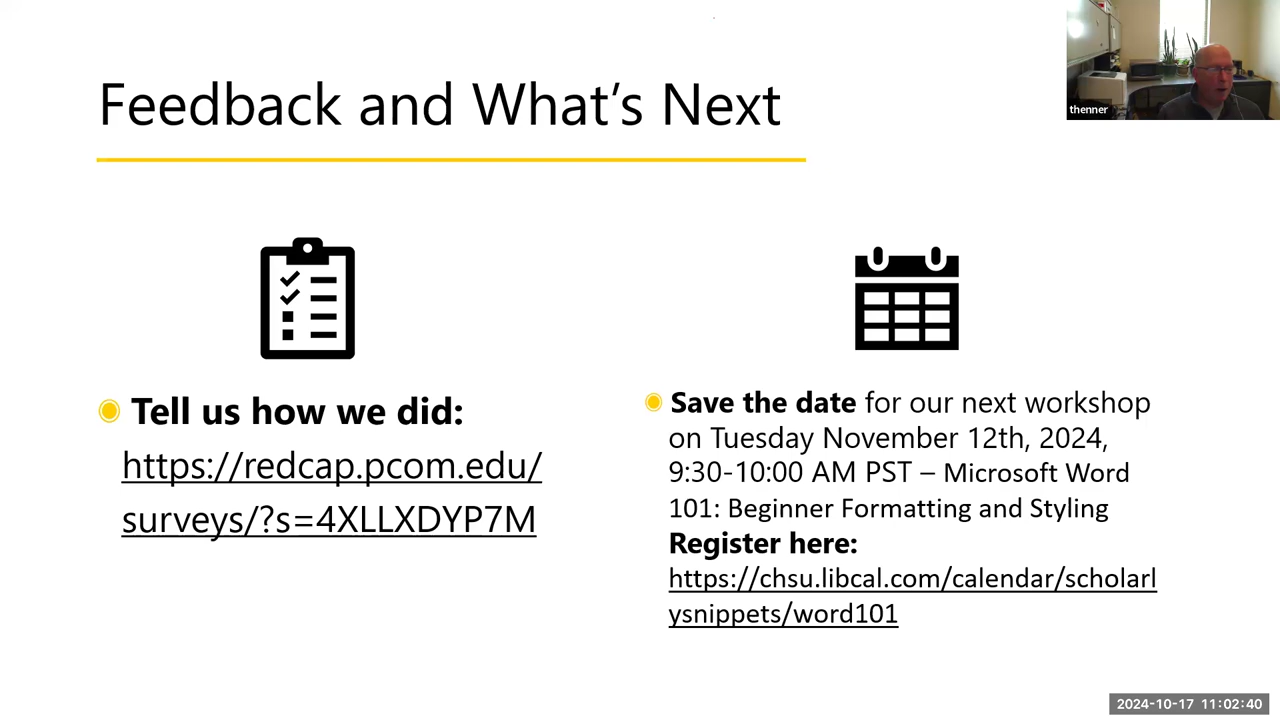 Feedback and What's Next
thenner
Tell us how we did:
https://redcap.pcom.edu/
surveys/?s=4XLLXDYP7M
Save the date for our next workshop
on Tuesday November 12th, 2024,
9:30-10:00 AM PST – Microsoft Word
101: Beginner Formatting and Styling
Register here:
https://chsu.libcal.com/calendar/scholarl
ysnippets/word101
2024-10-17 11:02:40